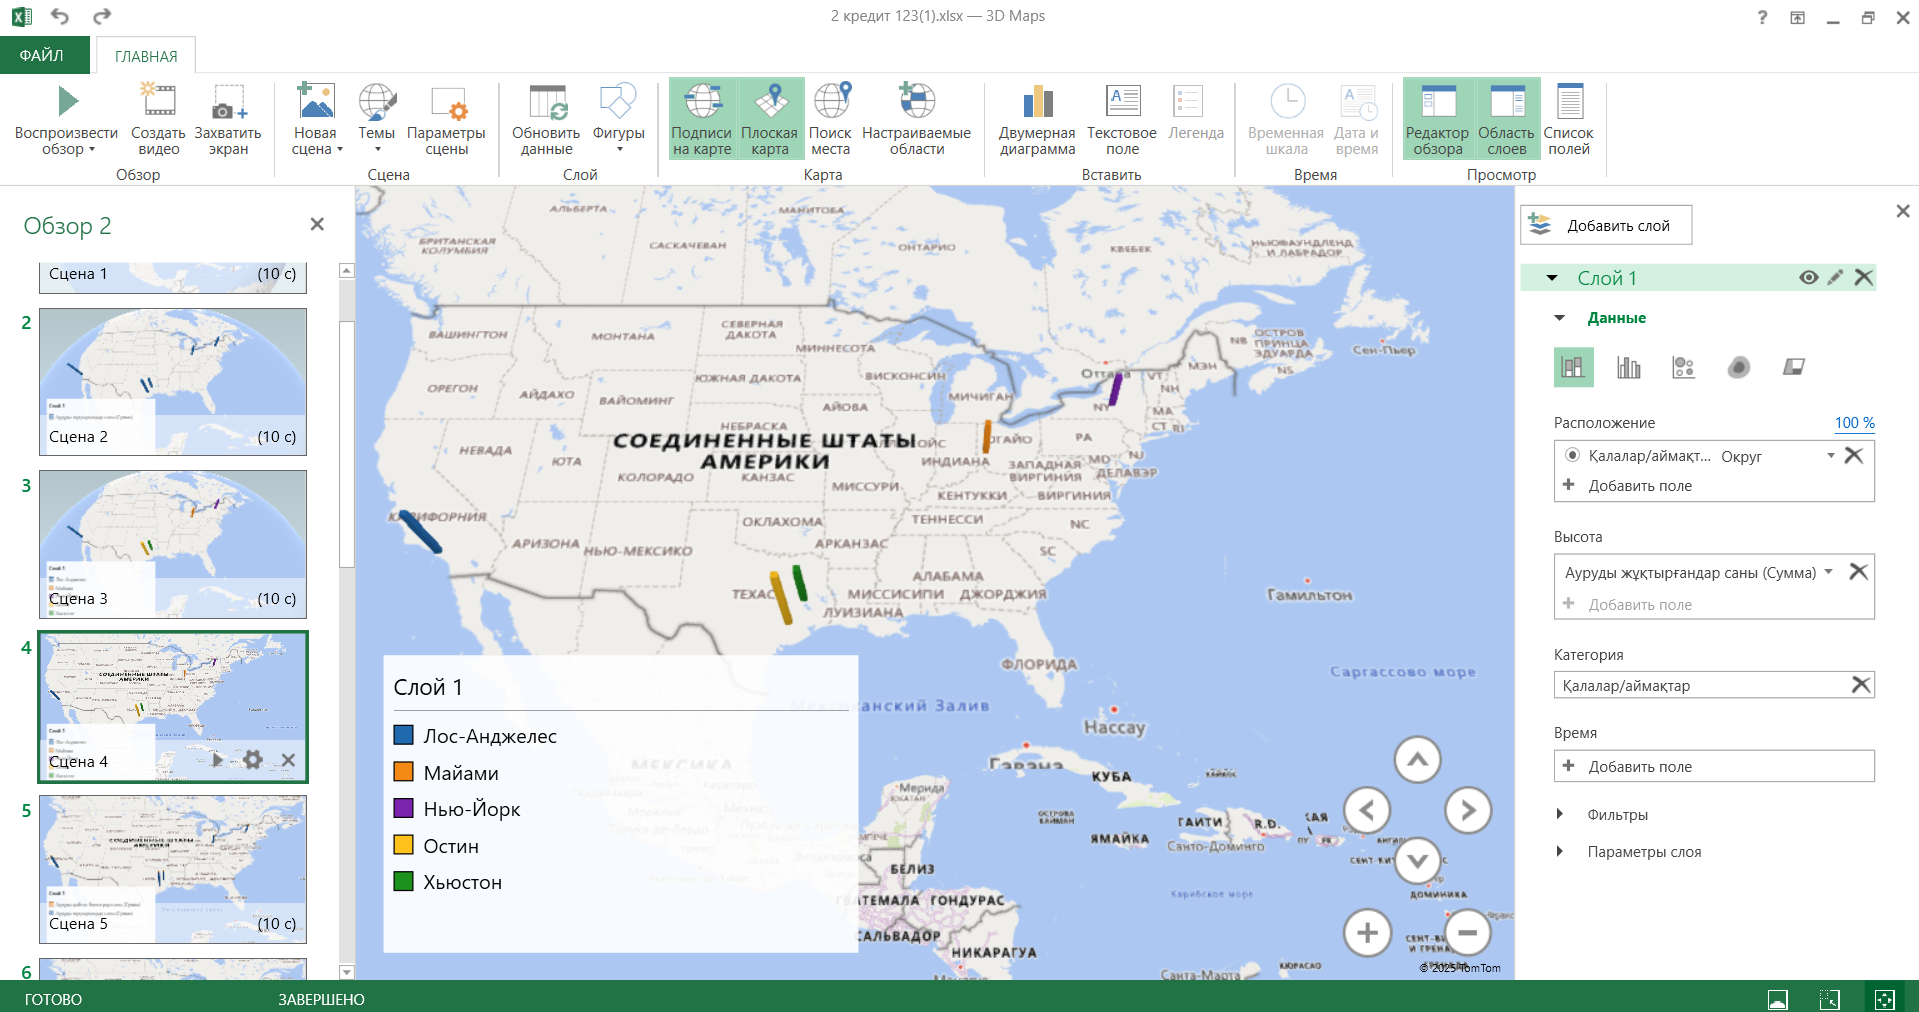 2 кредит 123(1).xlsx — 3D Maps
ФАЙЛ
ГЛАВНАЯ
Воспроизвести обзор
Создать видео
Захватить экран
Обзор
Новая сцена
Темы
Параметры сцены
Сцена
Обновить данные
Фигуры
Слой
Подписи на карте
Плоская карта
Поиск места
Настраиваемые области
Карта
Двумерная диаграмма
Текстовое поле
Легенда
Вставить
Временная шкала
Дата и время
Время
Редактор обзора
Область слоев
Список полей
Просмотр
Обзор 2
Сцена 1 (10 с)
2
Сцена 2 (10 с)
3
Сцена 3 (10 с)
4
Сцена 4
5
Сцена 5 (10 с)
6
АЛЬБЕРТА
МАНИТОБА
БРИТАНСКАЯ КОЛУМБИЯ
САСКАЧЕВАН
ОНТАРИО
КВЕБЕК
НЬЮФАУНДЛЕНД И ЛАБРАДОР
ВАШИНГТОН
МОНТАНА
СЕВЕРНАЯ ДАКОТА
МИННЕСОТА
NB
ОСТРОВ ПРИНЦА ЭДУАРДА
Сен-Пьер
ОРЕГОН
АЙДАХО
ЮЖНАЯ ДАКОТА
ВИСКОНСИН
Оттава
VT
МЭН
NS
NH
ВАЙОМИНГ
АЙОВА
МИЧИГАН
NY
MA
CT
RI
НЕВАДА
ЮТА
НЕБРАСКА
СОЕДИНЕННЫЕ ШТАТЫ АМЕРИКИ
ОГАЙО
PA
ИНДИАНА
NJ
MD
ДЕЛАВЭР
ЗАПАДНАЯ ВИРГИНИЯ
КОЛОРАДО
КАНЗАС
МИССУРИ
КЕНТУККИ
ВИРГИНИЯ
КАЛИФОРНИЯ
ОКЛАХОМА
ТЕННЕССИ
NC
АРИЗОНА
НЬЮ-МЕКСИКО
АРКАНЗАС
SC
ТЕХАС
АЛАБАМА
МИССИСИПИ
ДЖОРДЖИЯ
ЛУИЗИАНА
Гамильтон
ФЛОРИДА
Саргассово море
Мексиканский Залив
Нассау
МЕКСИКА
Гавана
КУБА
Мерида
ЮКАТАН
ОСТРОВА КАЙМАН
ЯМАЙКА
ГАИТИ
R.D.
Санто-Доминго
БЕЛИЗ
ГВАТЕМАЛА
ГОНДУРАС
САЛЬВАДОР
НИКАРАГУА
Карибское море
ДОМИНИКА
Санта-Марта
КЮРАСАО
© 2025 TomTom
Слой 1
Лос-Анджелес
Майами
Нью-Йорк
Остин
Хьюстон
Добавить слой
Слой 1
Данные
Расположение 100 %
Қалалар/аймақт... Округ
Добавить поле
Высота
Ауруды жұқтырғандар саны (Сумма)
Добавить поле
Категория
Қалалар/аймақтар
Время
Добавить поле
Фильтры
Параметры слоя
ГОТОВО
ЗАВЕРШЕНО